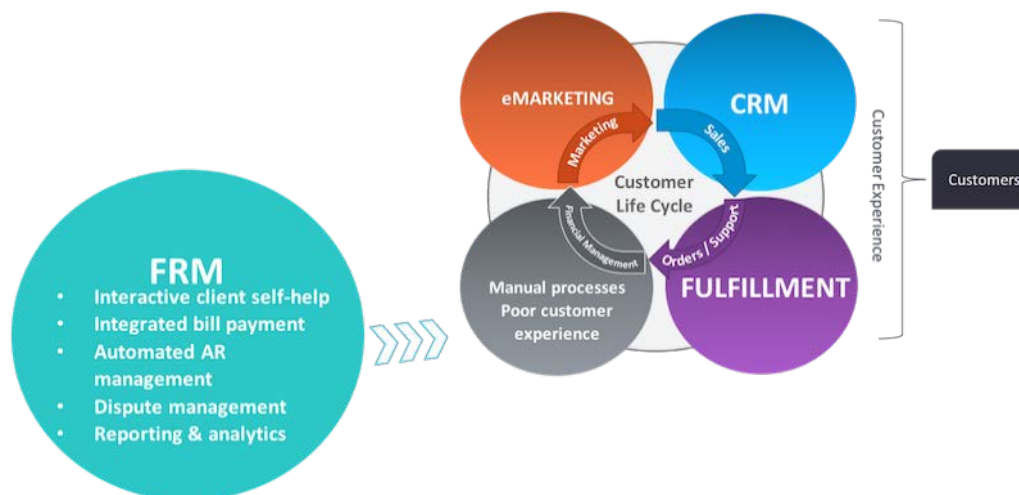 FRM
• Interactive client self-help
• Integrated bill payment
• Automated AR
management
• Dispute management
• Reporting & analytics
eMARKETING
CRM
Marketing
Sales
Customer
Life Cycle
Financial Management
Orders / Support
Manual processes
Poor customer
experience
FULFILLMENT
Customer Experience
Customers